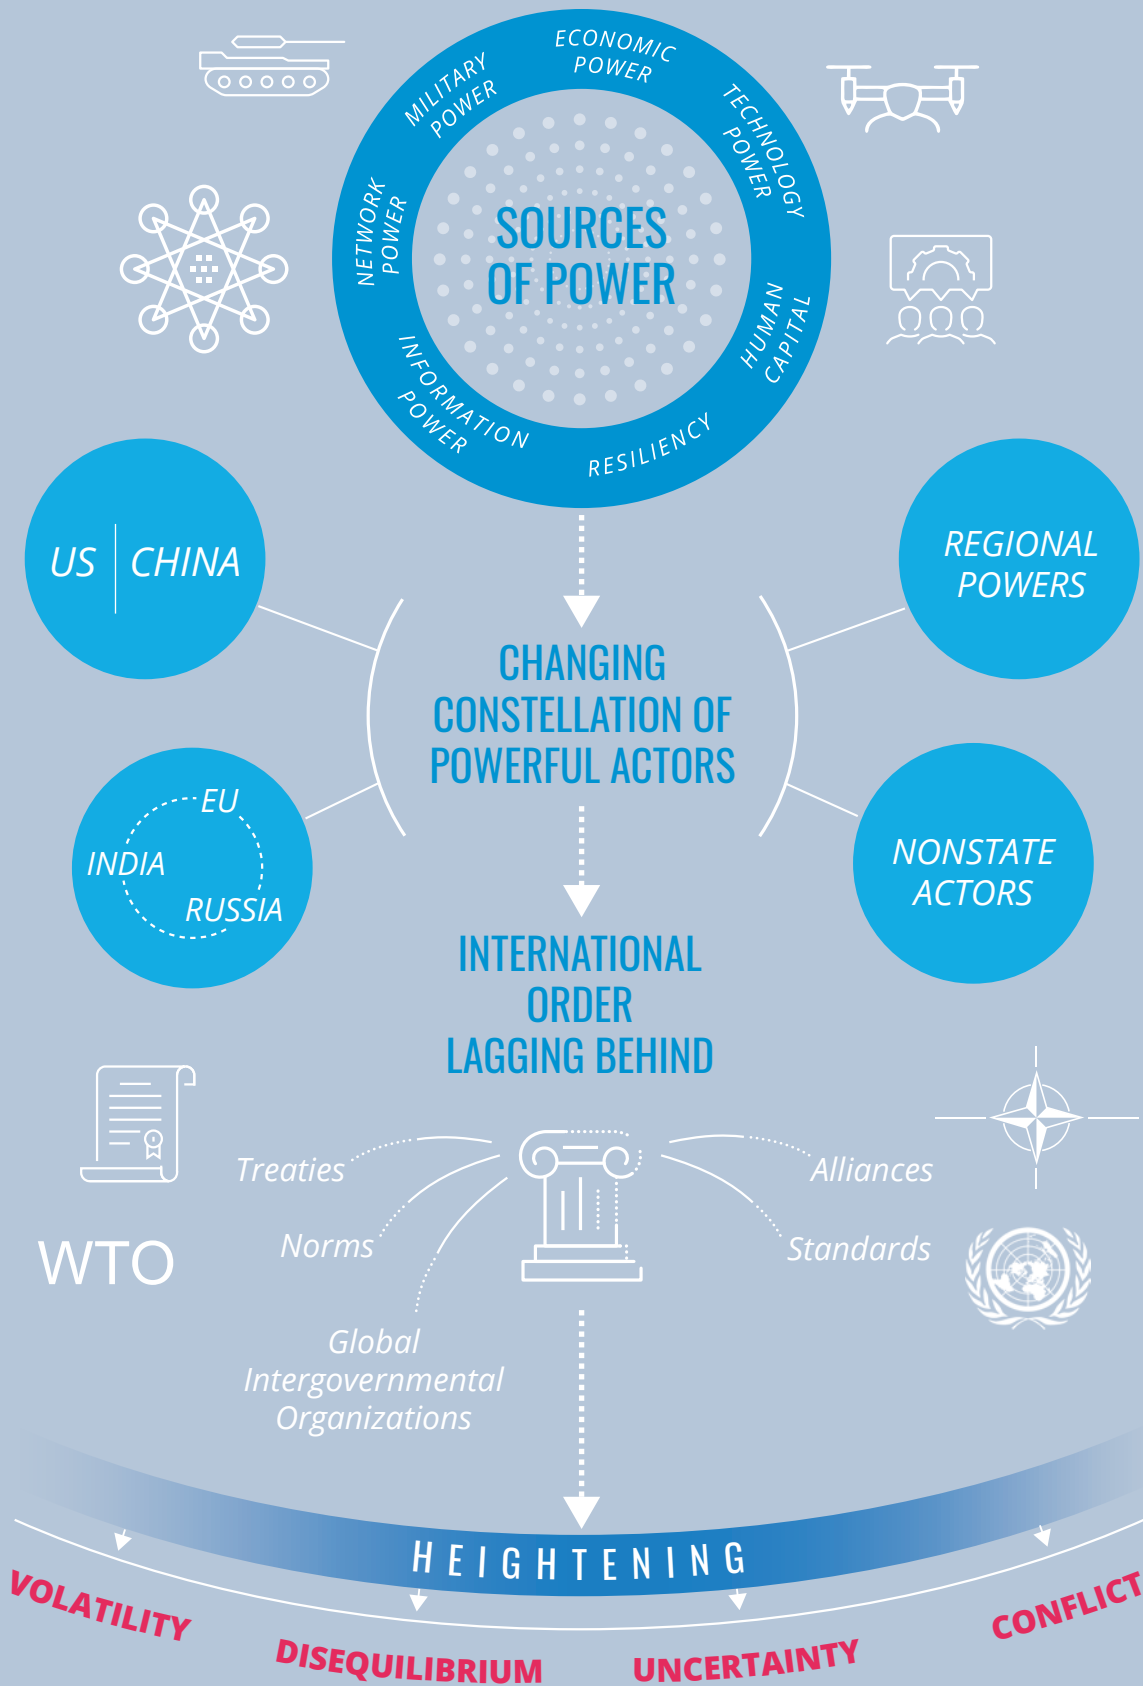 ECONOMIC
POWER
TECHNOLOGY
POWER
HUMAN
CAPITAL
RESILIENCY
INFORMATION
POWER
NETWORK
POWER
MILITARY
POWER
SOURCES
OF POWER
US CHINA
REGIONAL
POWERS
CHANGING
CONSTELLATION OF
POWERFUL ACTORS
EU
INDIA
RUSSIA
NONSTATE
ACTORS
INTERNATIONAL
ORDER
LAGGING BEHIND
Treaties
Alliances
Norms
Standards
WTO
Global
Intergovernmental
Organizations
HEIGHTENING
VOLATILITY
DISEQUILIBRIUM
UNCERTAINTY
CONFLICT